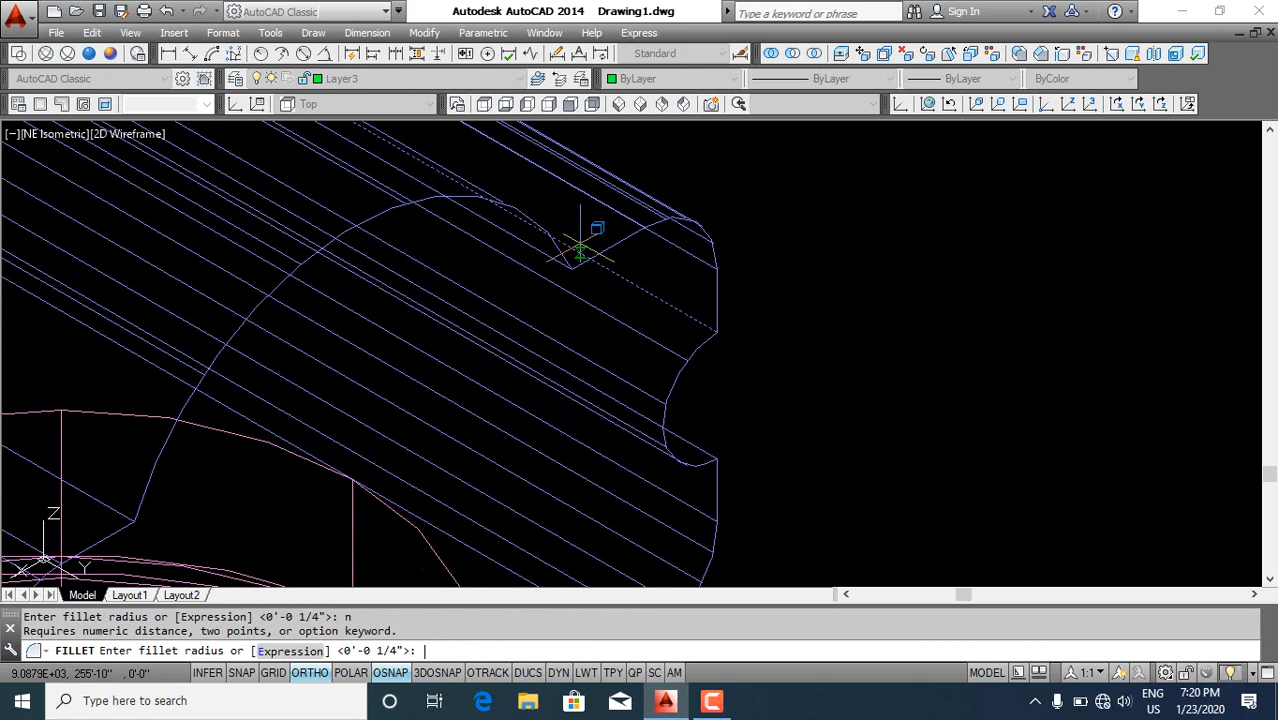 AutoCAD Classic
Autodesk AutoCAD 2014 Drawing1.dwg
Type a keyword or phrase
Sign In
File Edit View Insert Format Tools Draw Dimension Modify Parametric Window Help Express
Standard
AutoCAD Classic
Layer3
ByLayer
ByLayer
ByLayer
ByColor
Top
[−][NE Isometric][2D Wireframe]
Z
X
Y
Model Layout1 Layout2
Enter fillet radius or [Expression] <0'-0 1/4">: n
Requires numeric distance, two points, or option keyword.
FILLET Enter fillet radius or [Expression] <0'-0 1/4">:
9.0879E+03, 255'-10" , 0'-0"
INFER SNAP GRID ORTHO POLAR OSNAP 3DOSNAP OTRACK DUCS DYN LWT TPY QP SC AM
MODEL
1:1
Type here to search
ENG
US
7:20 PM
1/23/2020